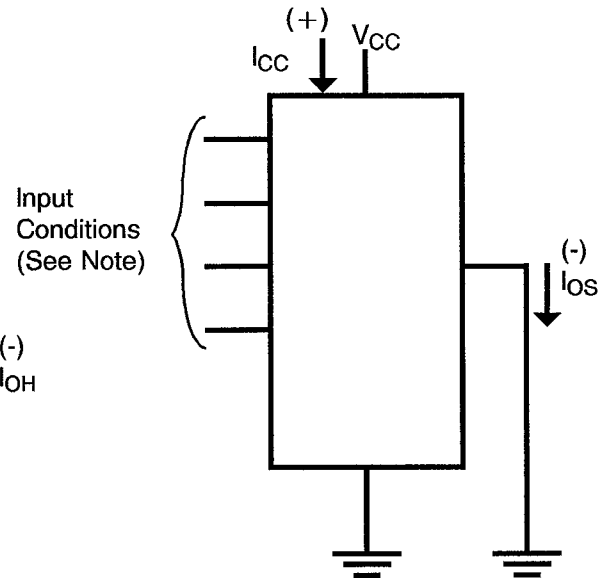 (+)
ICC
VCC
Input
Conditions
(See Note)
(-)
IOS
(-)
IOH